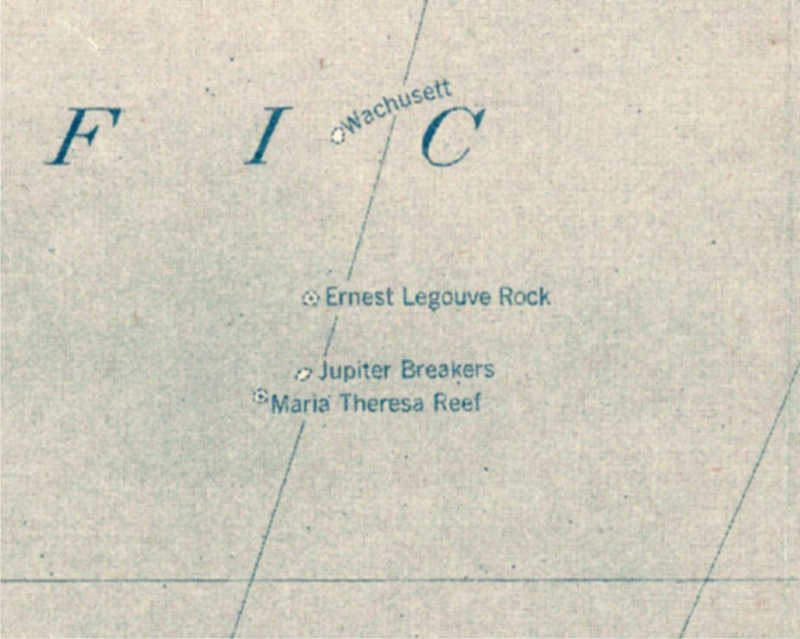 Wachusett
F I C
Ernest Legouve Rock
Jupiter Breakers
Maria Theresa Reef